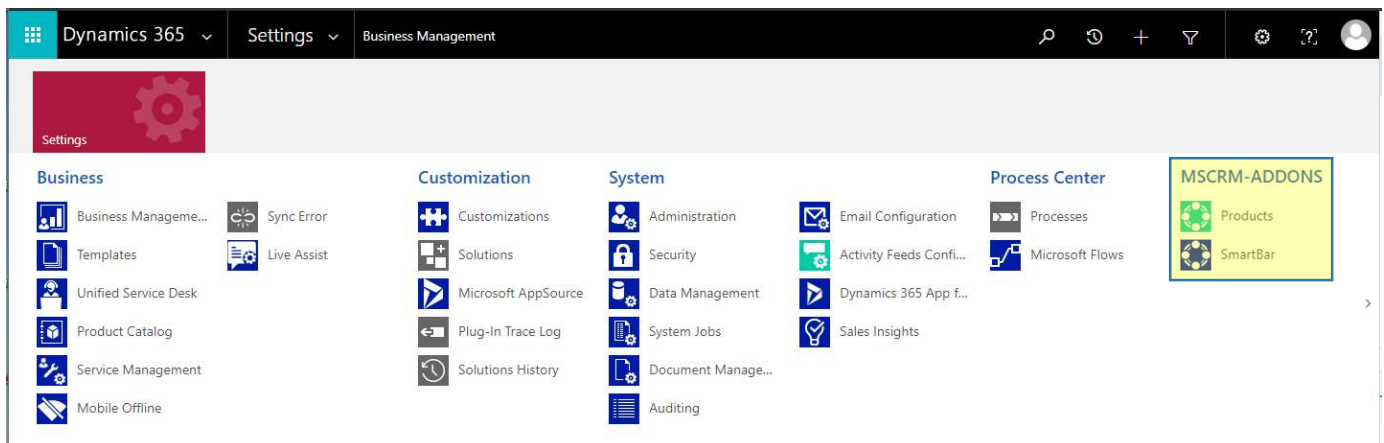 Dynamics 365 Settings Business Management
Settings
Business
Business Manageme...
Templates
Unified Service Desk
Product Catalog
Service Management
Mobile Offline
Sync Error
Live Assist
Customization
Customizations
Solutions
Microsoft AppSource
Plug-In Trace Log
Solutions History
System
Administration
Security
Data Management
System Jobs
Document Manage...
Auditing
Email Configuration
Activity Feeds Confi...
Dynamics 365 App f...
Sales Insights
Process Center
Processes
Microsoft Flows
MSCRM-ADDONS
Products
SmartBar